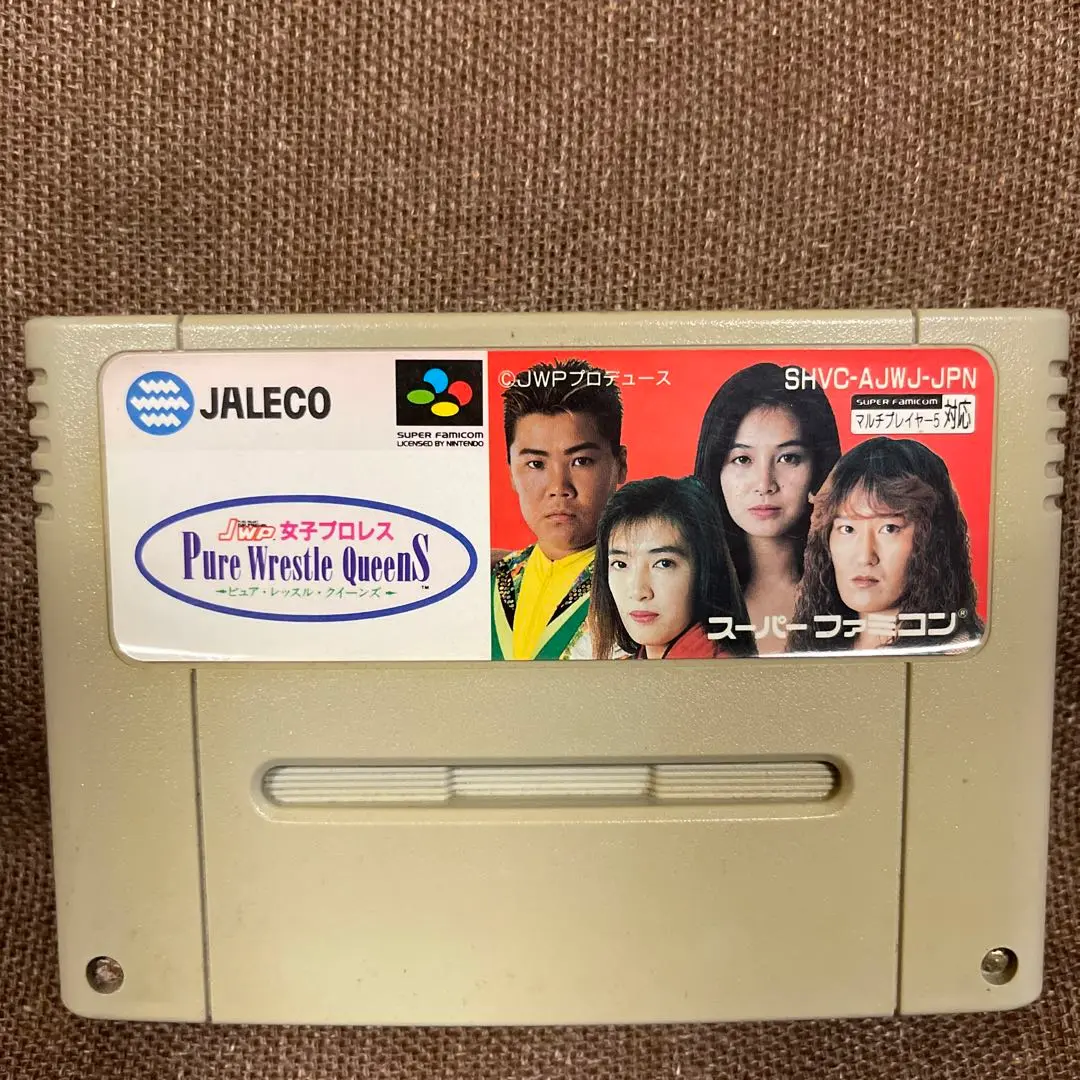 JALECO
SUPER FAMICOM
LICENSED BY NINTENDO
JWP 女子プロレス
Pure Wrestle QueenS™
ピュア・レッスル・クイーンズ
©JWPプロデュース
SHVC-AJWJ-JPN
SUPER FAMICOM
マルチプレイヤー5 対応
スーパーファミコン®